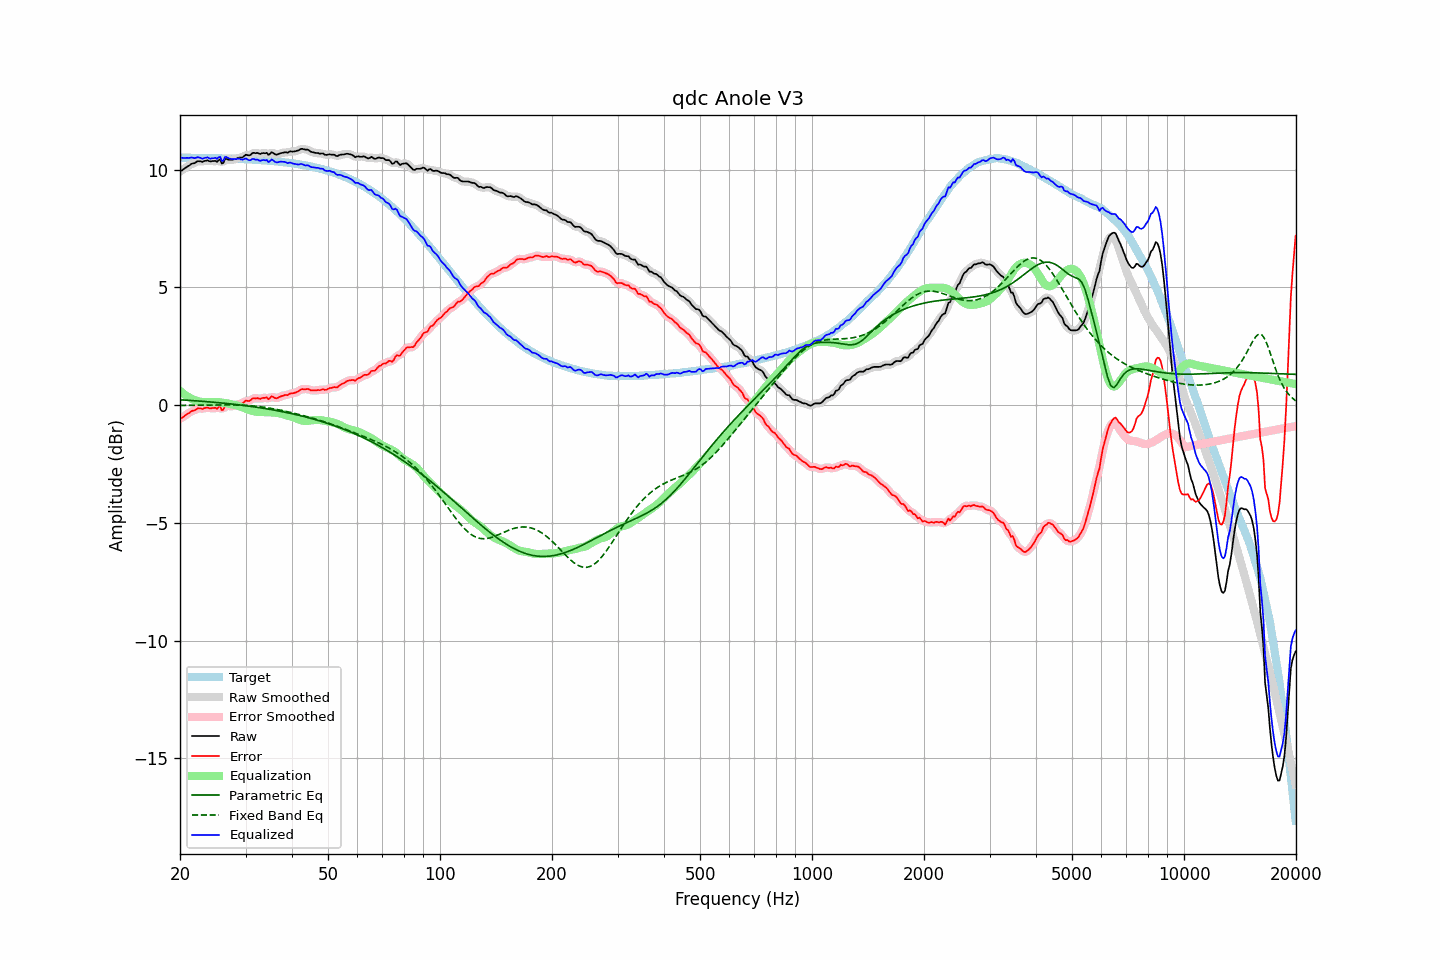 qdc Anole V3
Amplitude (dBr)
10
5
0
−5
−10
−15
Target
Raw Smoothed
Error Smoothed
Raw
Error
Equalization
Parametric Eq
Fixed Band Eq
Equalized
20 50 100 200 500 1000 2000 5000 10000 20000
Frequency (Hz)